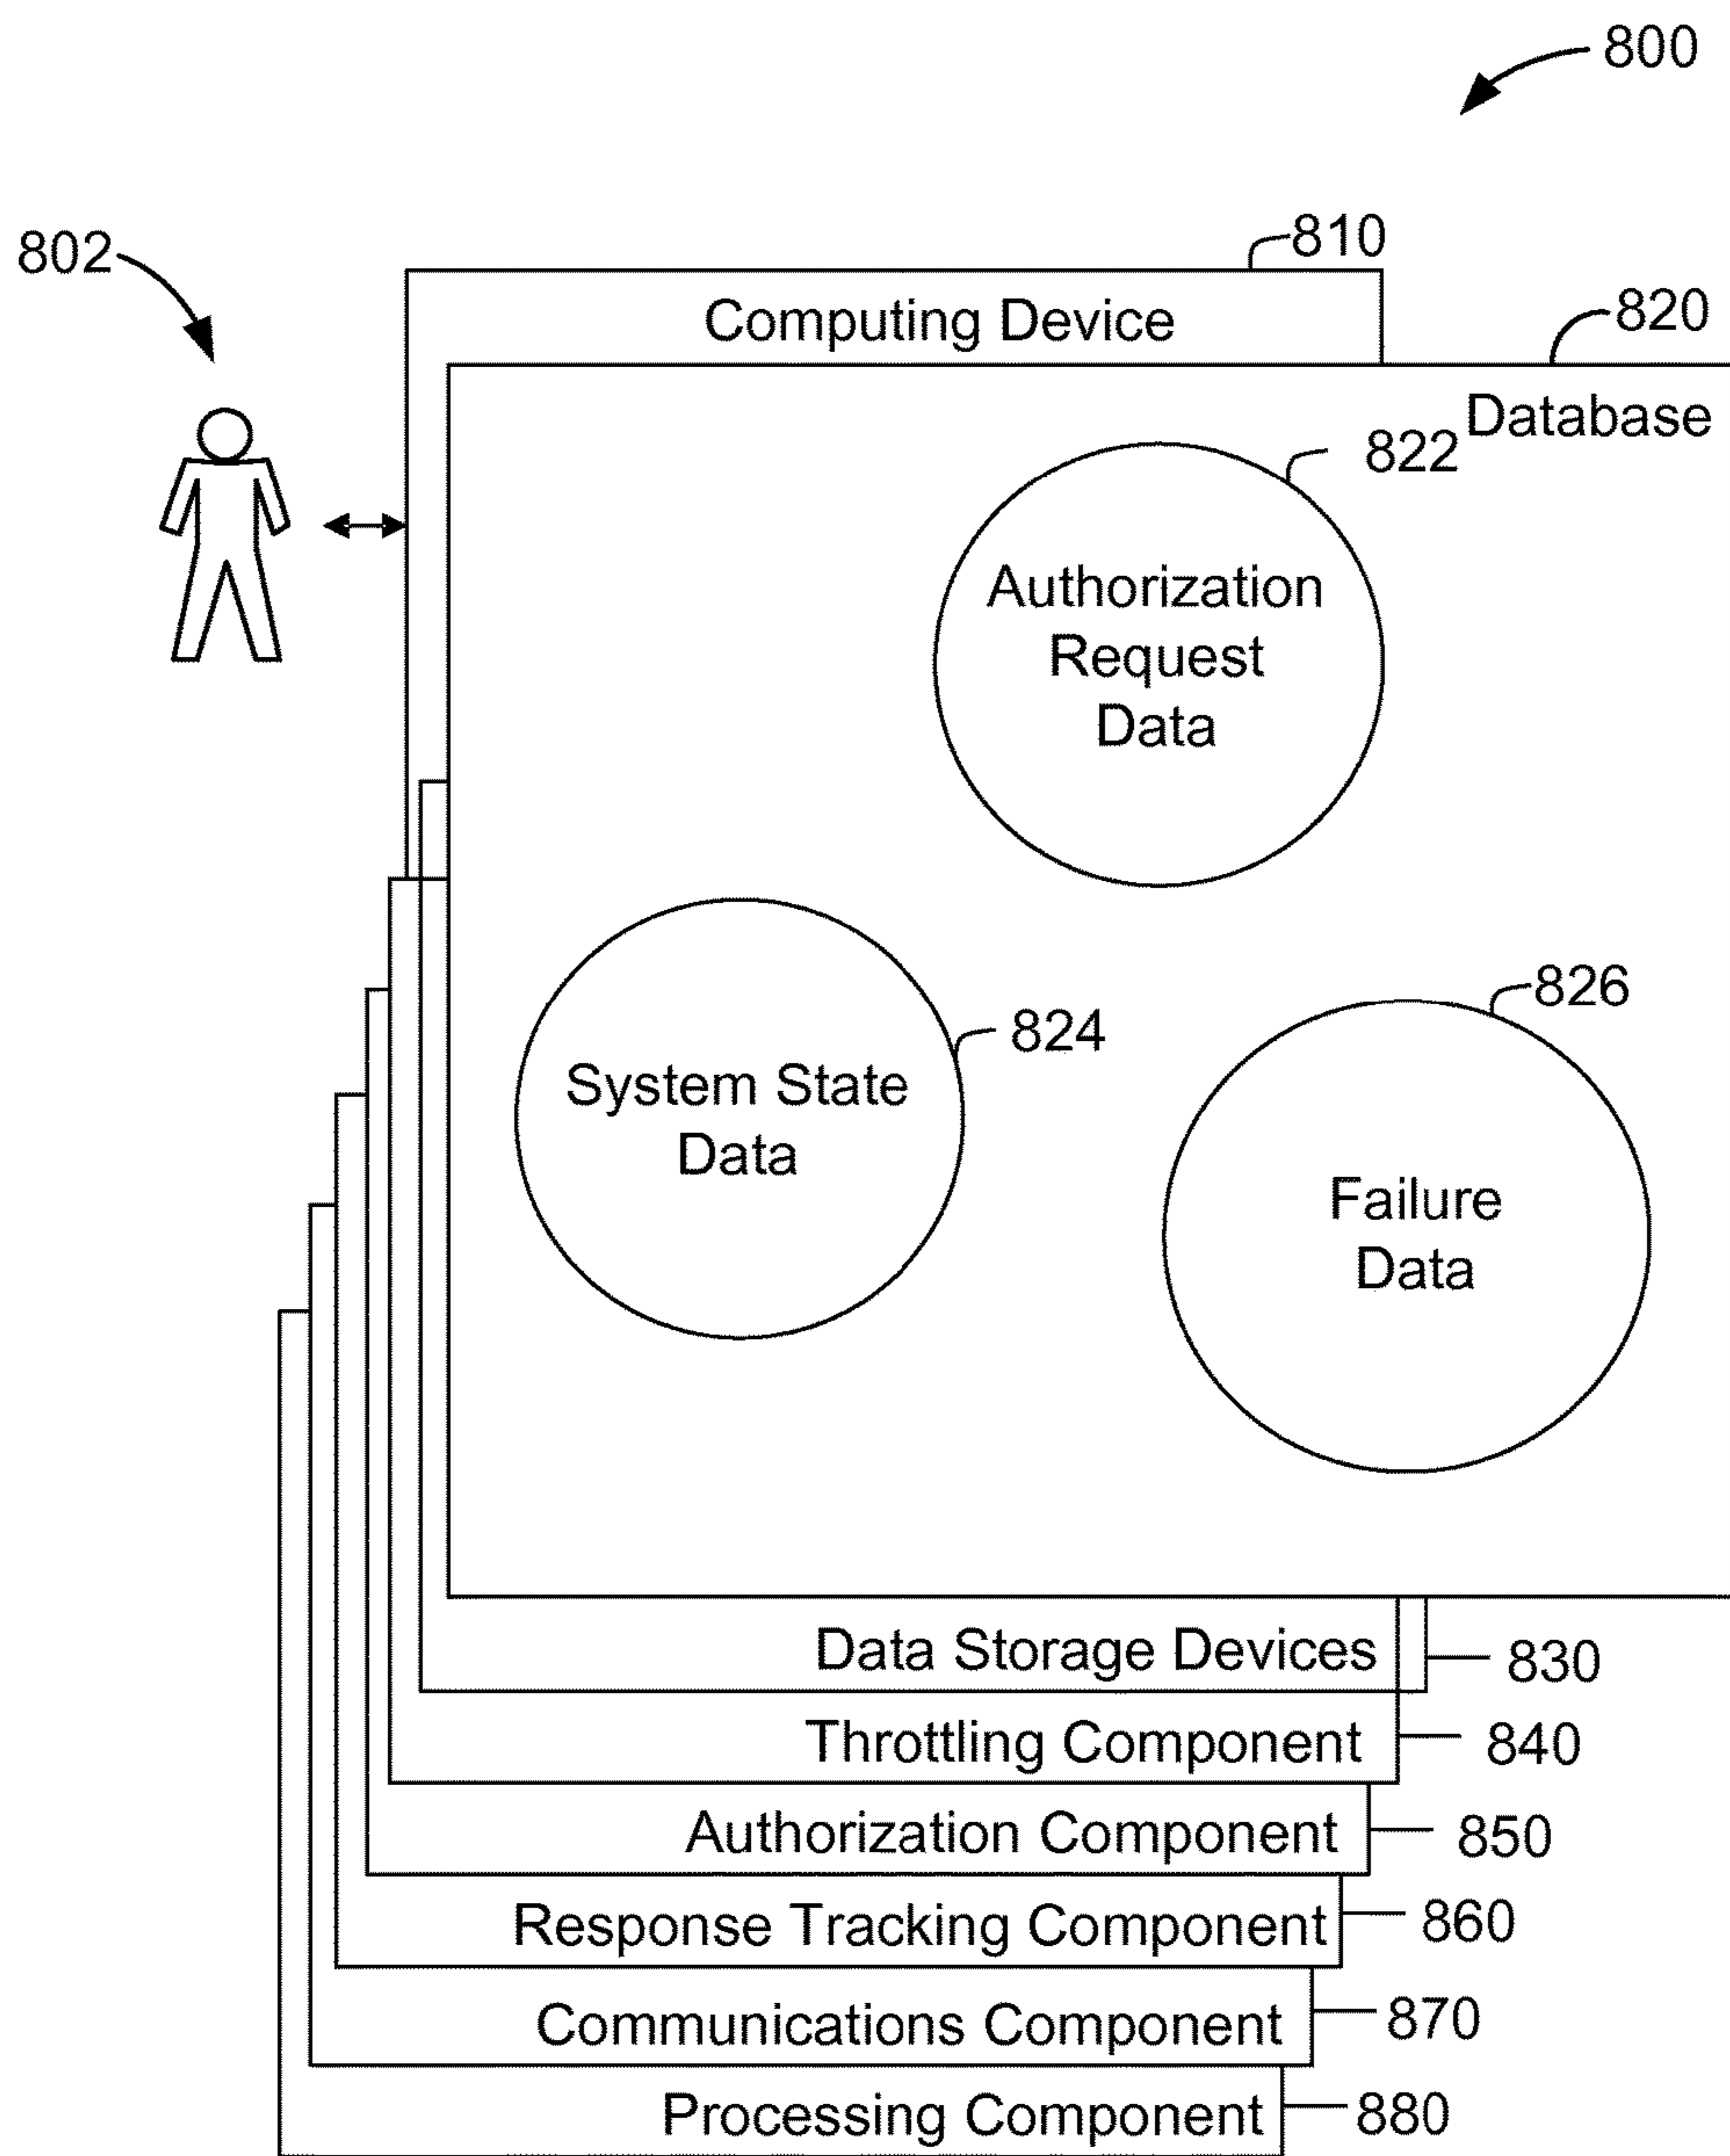 800
802
810
Computing Device
820
Database
822
Authorization
Request
Data
826
824
System State
Data
Failure
Data
Data Storage Devices
830
Throttling Component
840
Authorization Component
850
Response Tracking Component
860
Communications Component
870
Processing Component
880